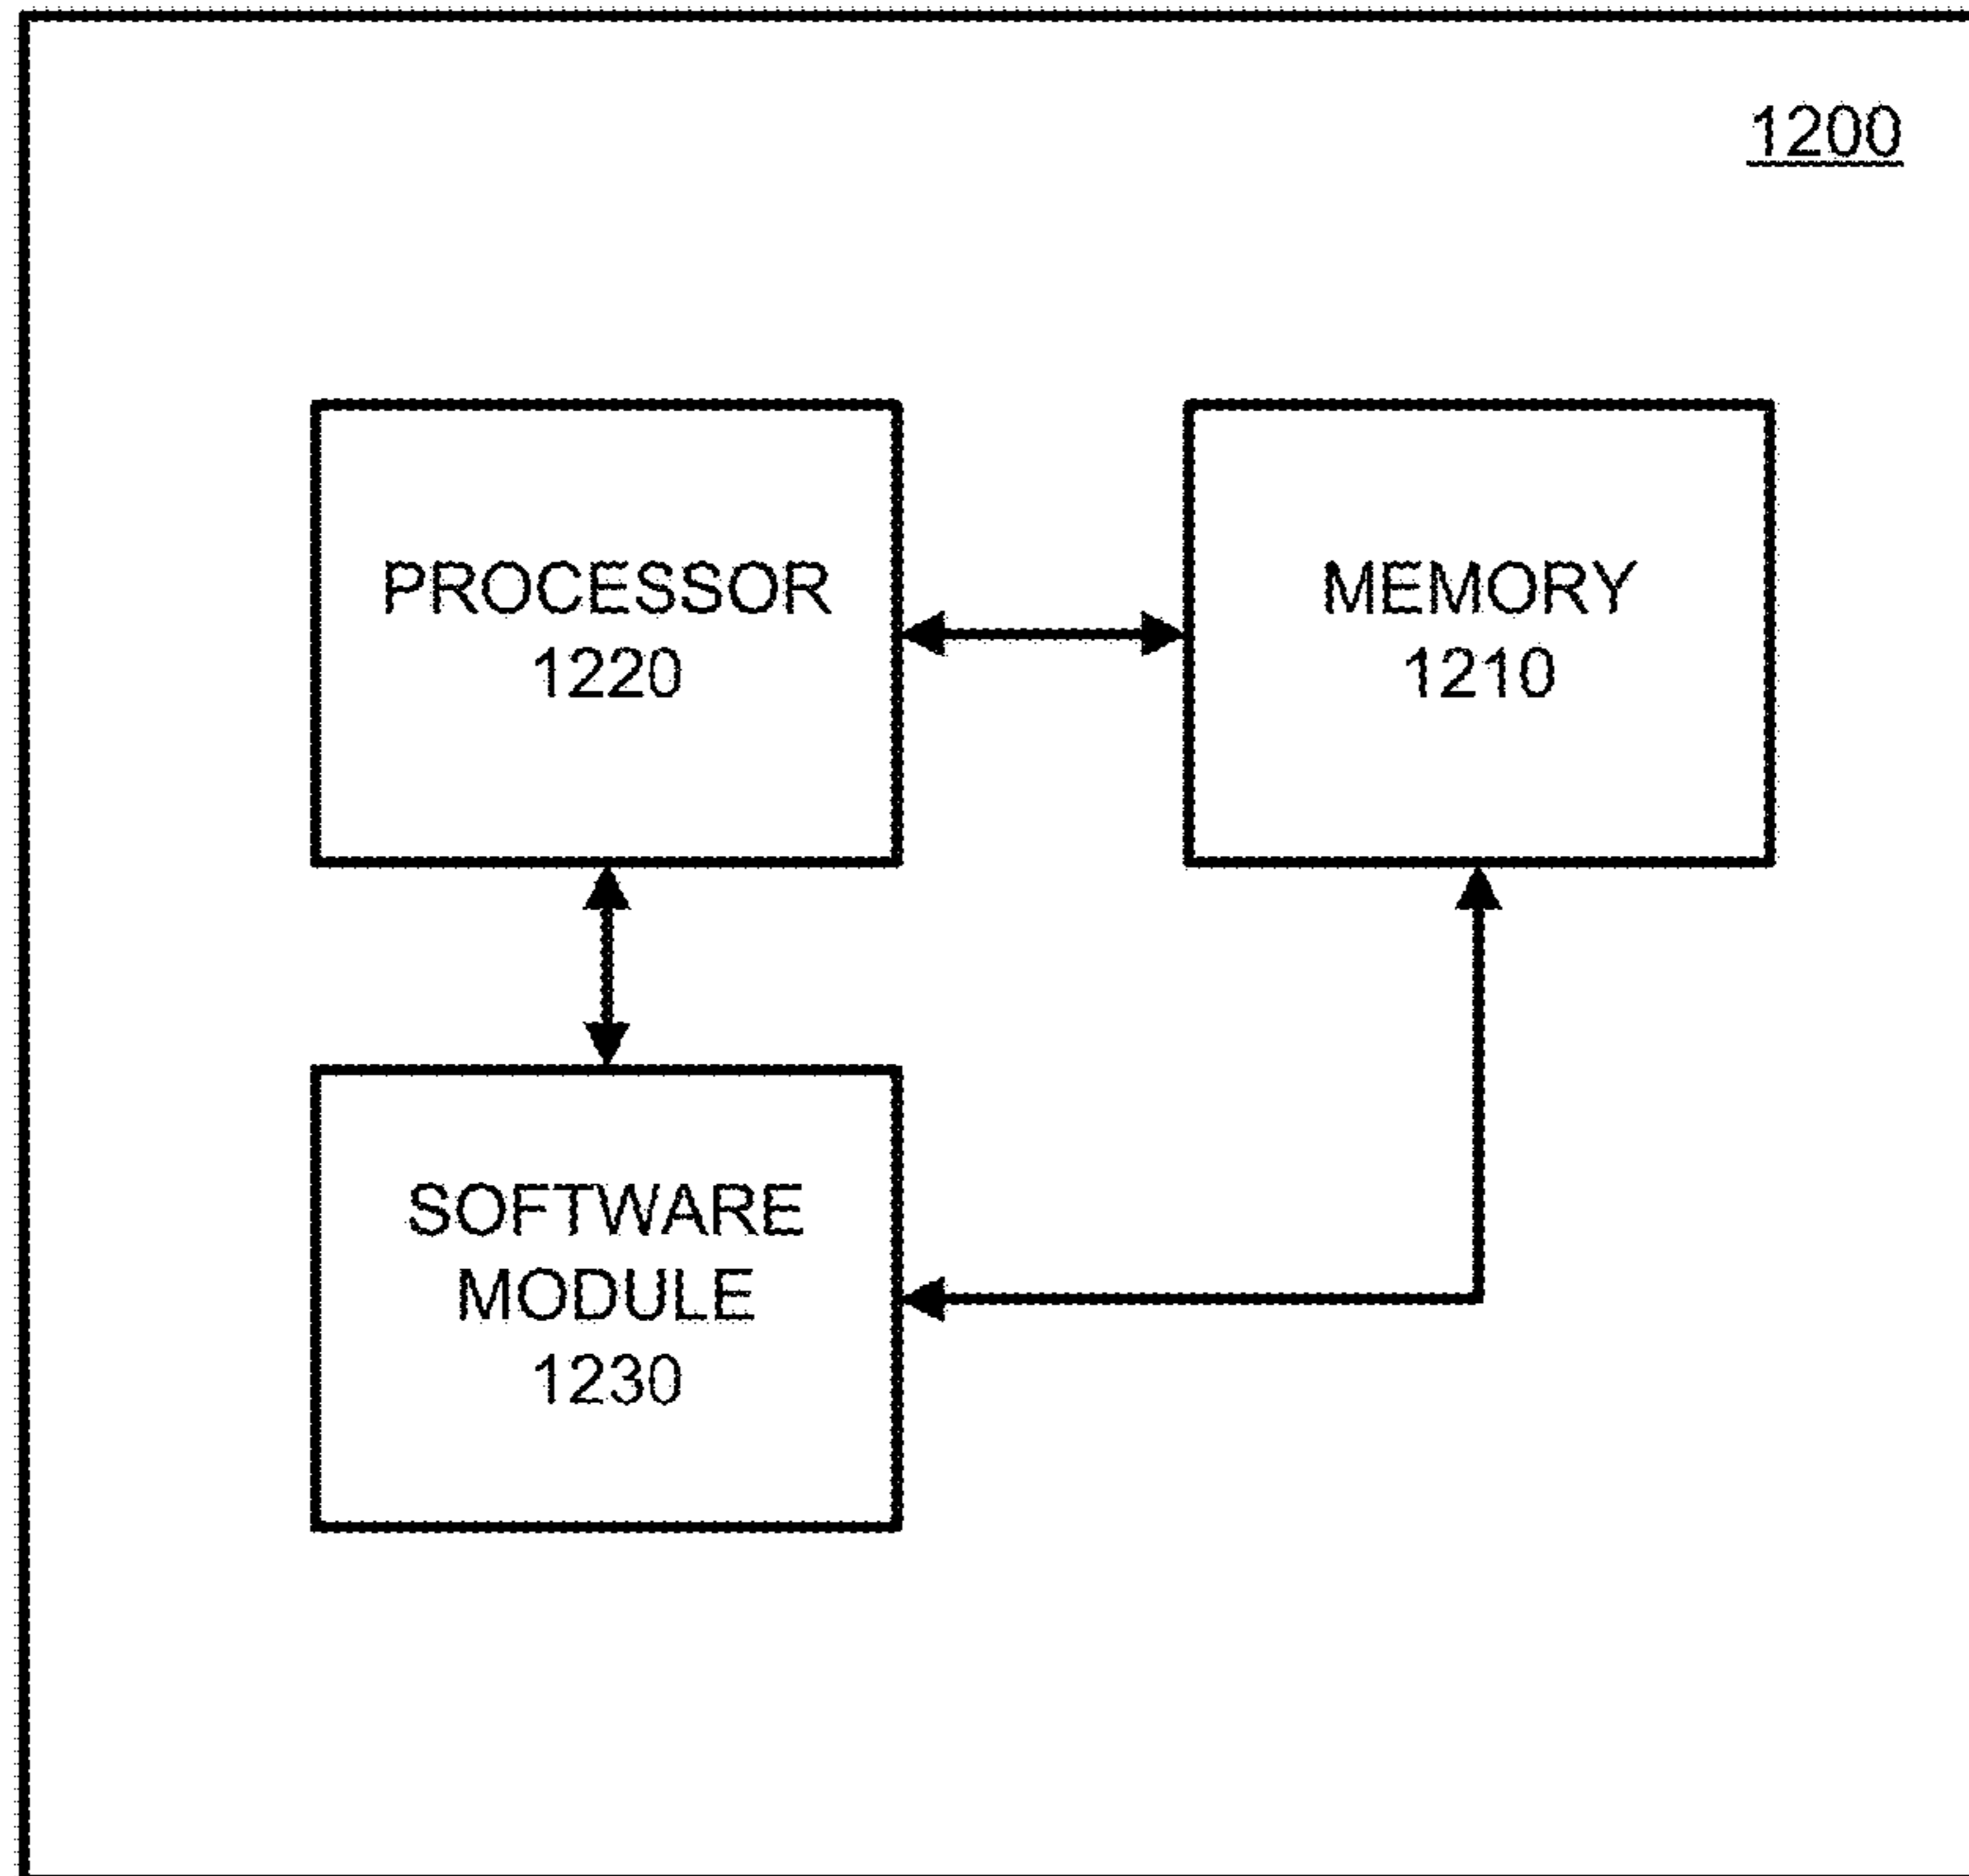 1200
PROCESSOR
1220
MEMORY
1210
SOFTWARE
MODULE
1230